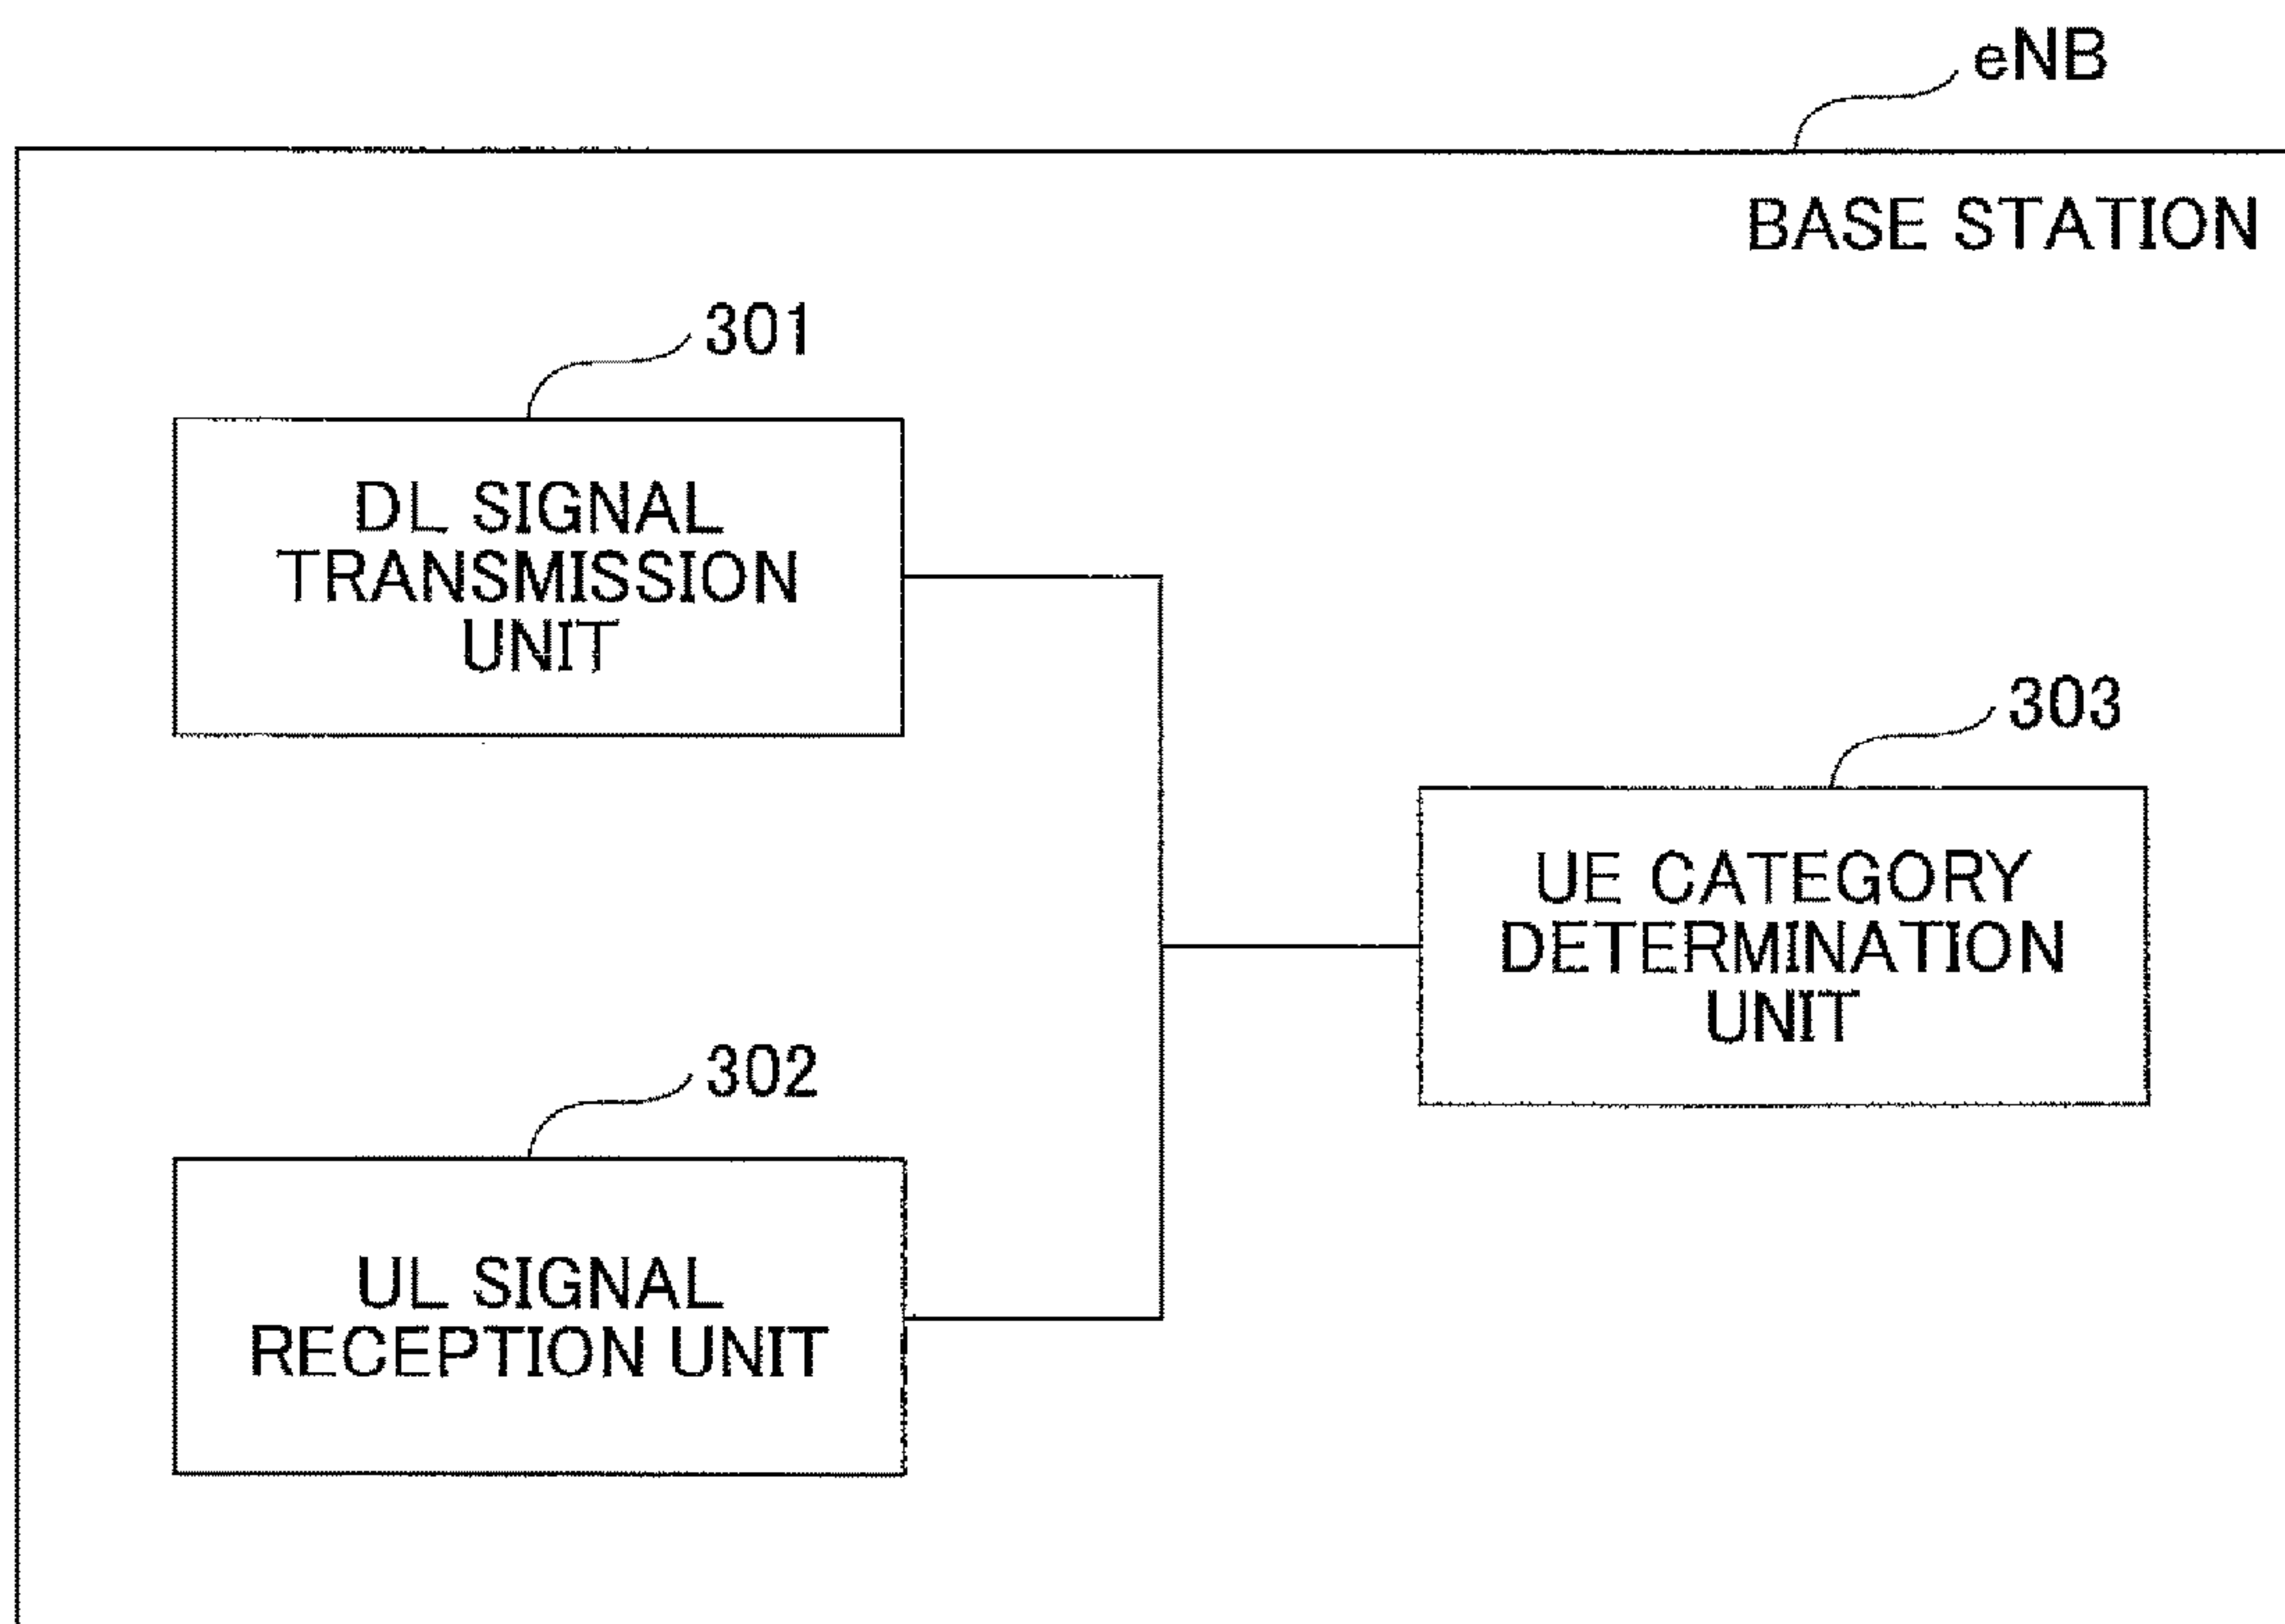 eNB
BASE STATION
301
DL SIGNAL
TRANSMISSION
UNIT
303
UE CATEGORY
DETERMINATION
UNIT
302
UL SIGNAL
RECEPTION UNIT